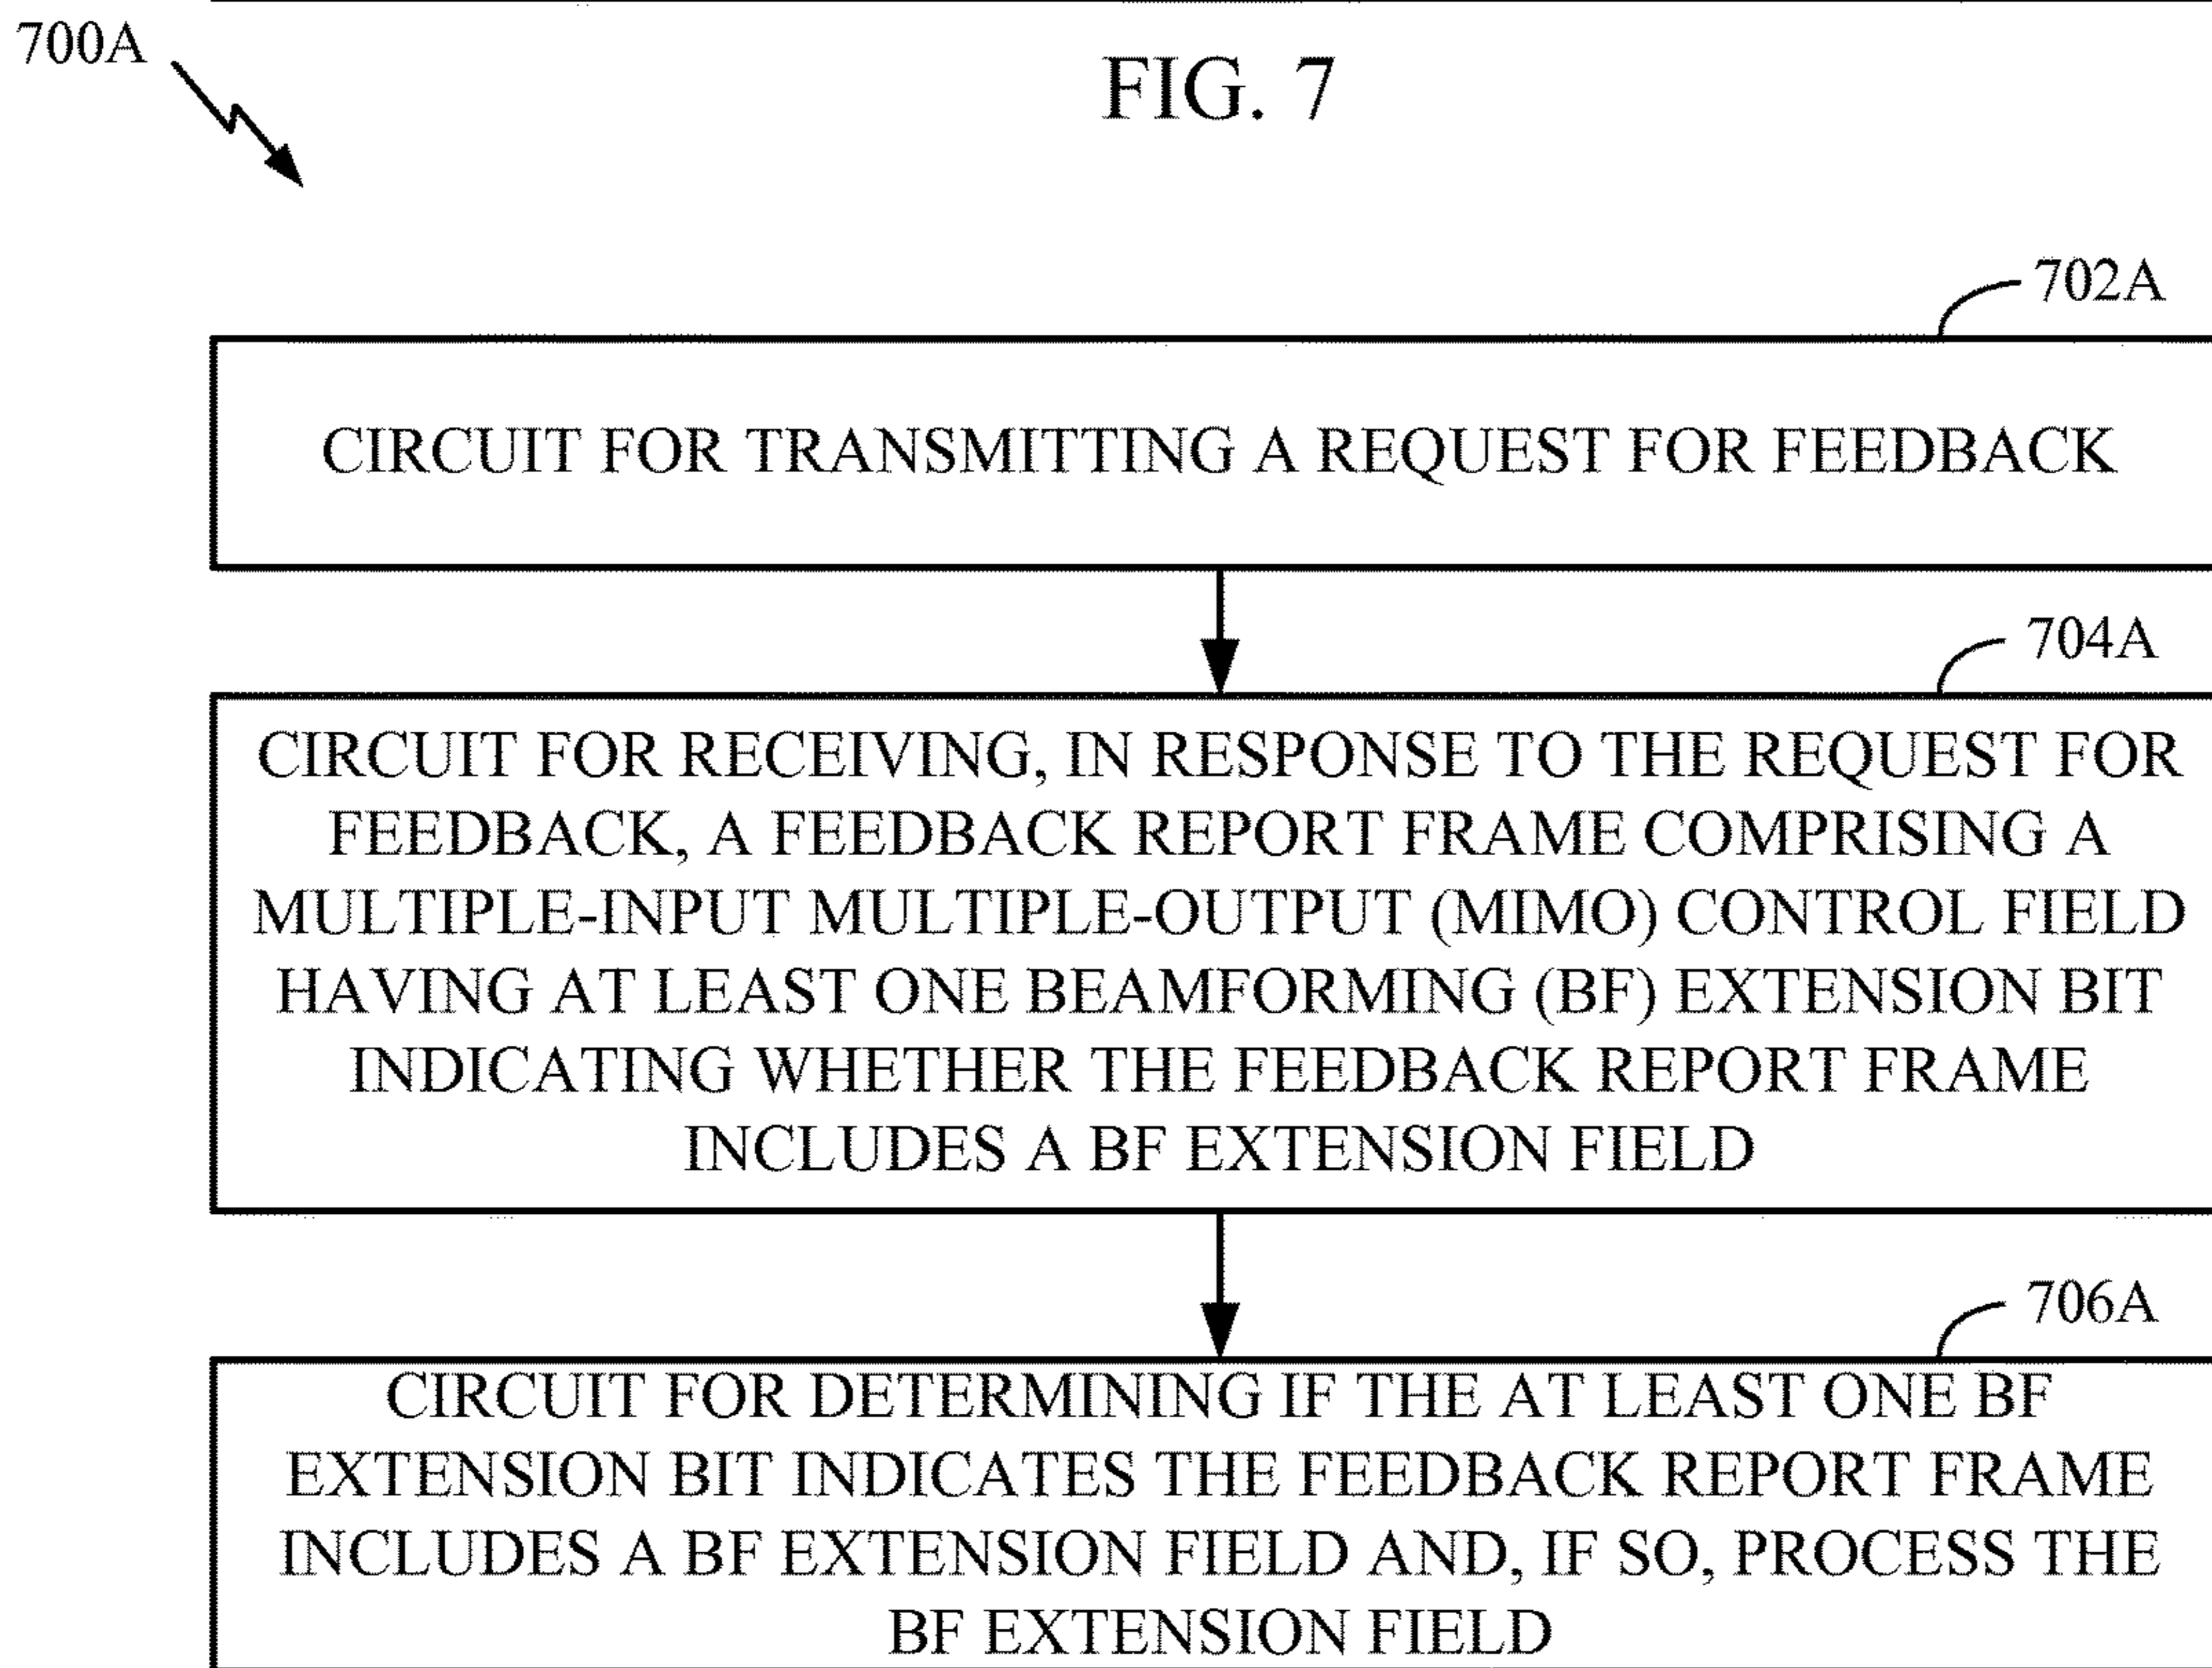 700A
FIG. 7
702A
CIRCUIT FOR TRANSMITTING A REQUEST FOR FEEDBACK
704A
CIRCUIT FOR RECEIVING, IN RESPONSE TO THE REQUEST FOR
FEEDBACK, A FEEDBACK REPORT FRAME COMPRISING A
MULTIPLE-INPUT MULTIPLE-OUTPUT (MIMO) CONTROL FIELD
HAVING AT LEAST ONE BEAMFORMING (BF) EXTENSION BIT
INDICATING WHETHER THE FEEDBACK REPORT FRAME
INCLUDES A BF EXTENSION FIELD
706A
CIRCUIT FOR DETERMINING IF THE AT LEAST ONE BF
EXTENSION BIT INDICATES THE FEEDBACK REPORT FRAME
INCLUDES A BF EXTENSION FIELD AND, IF SO, PROCESS THE
BF EXTENSION FIELD